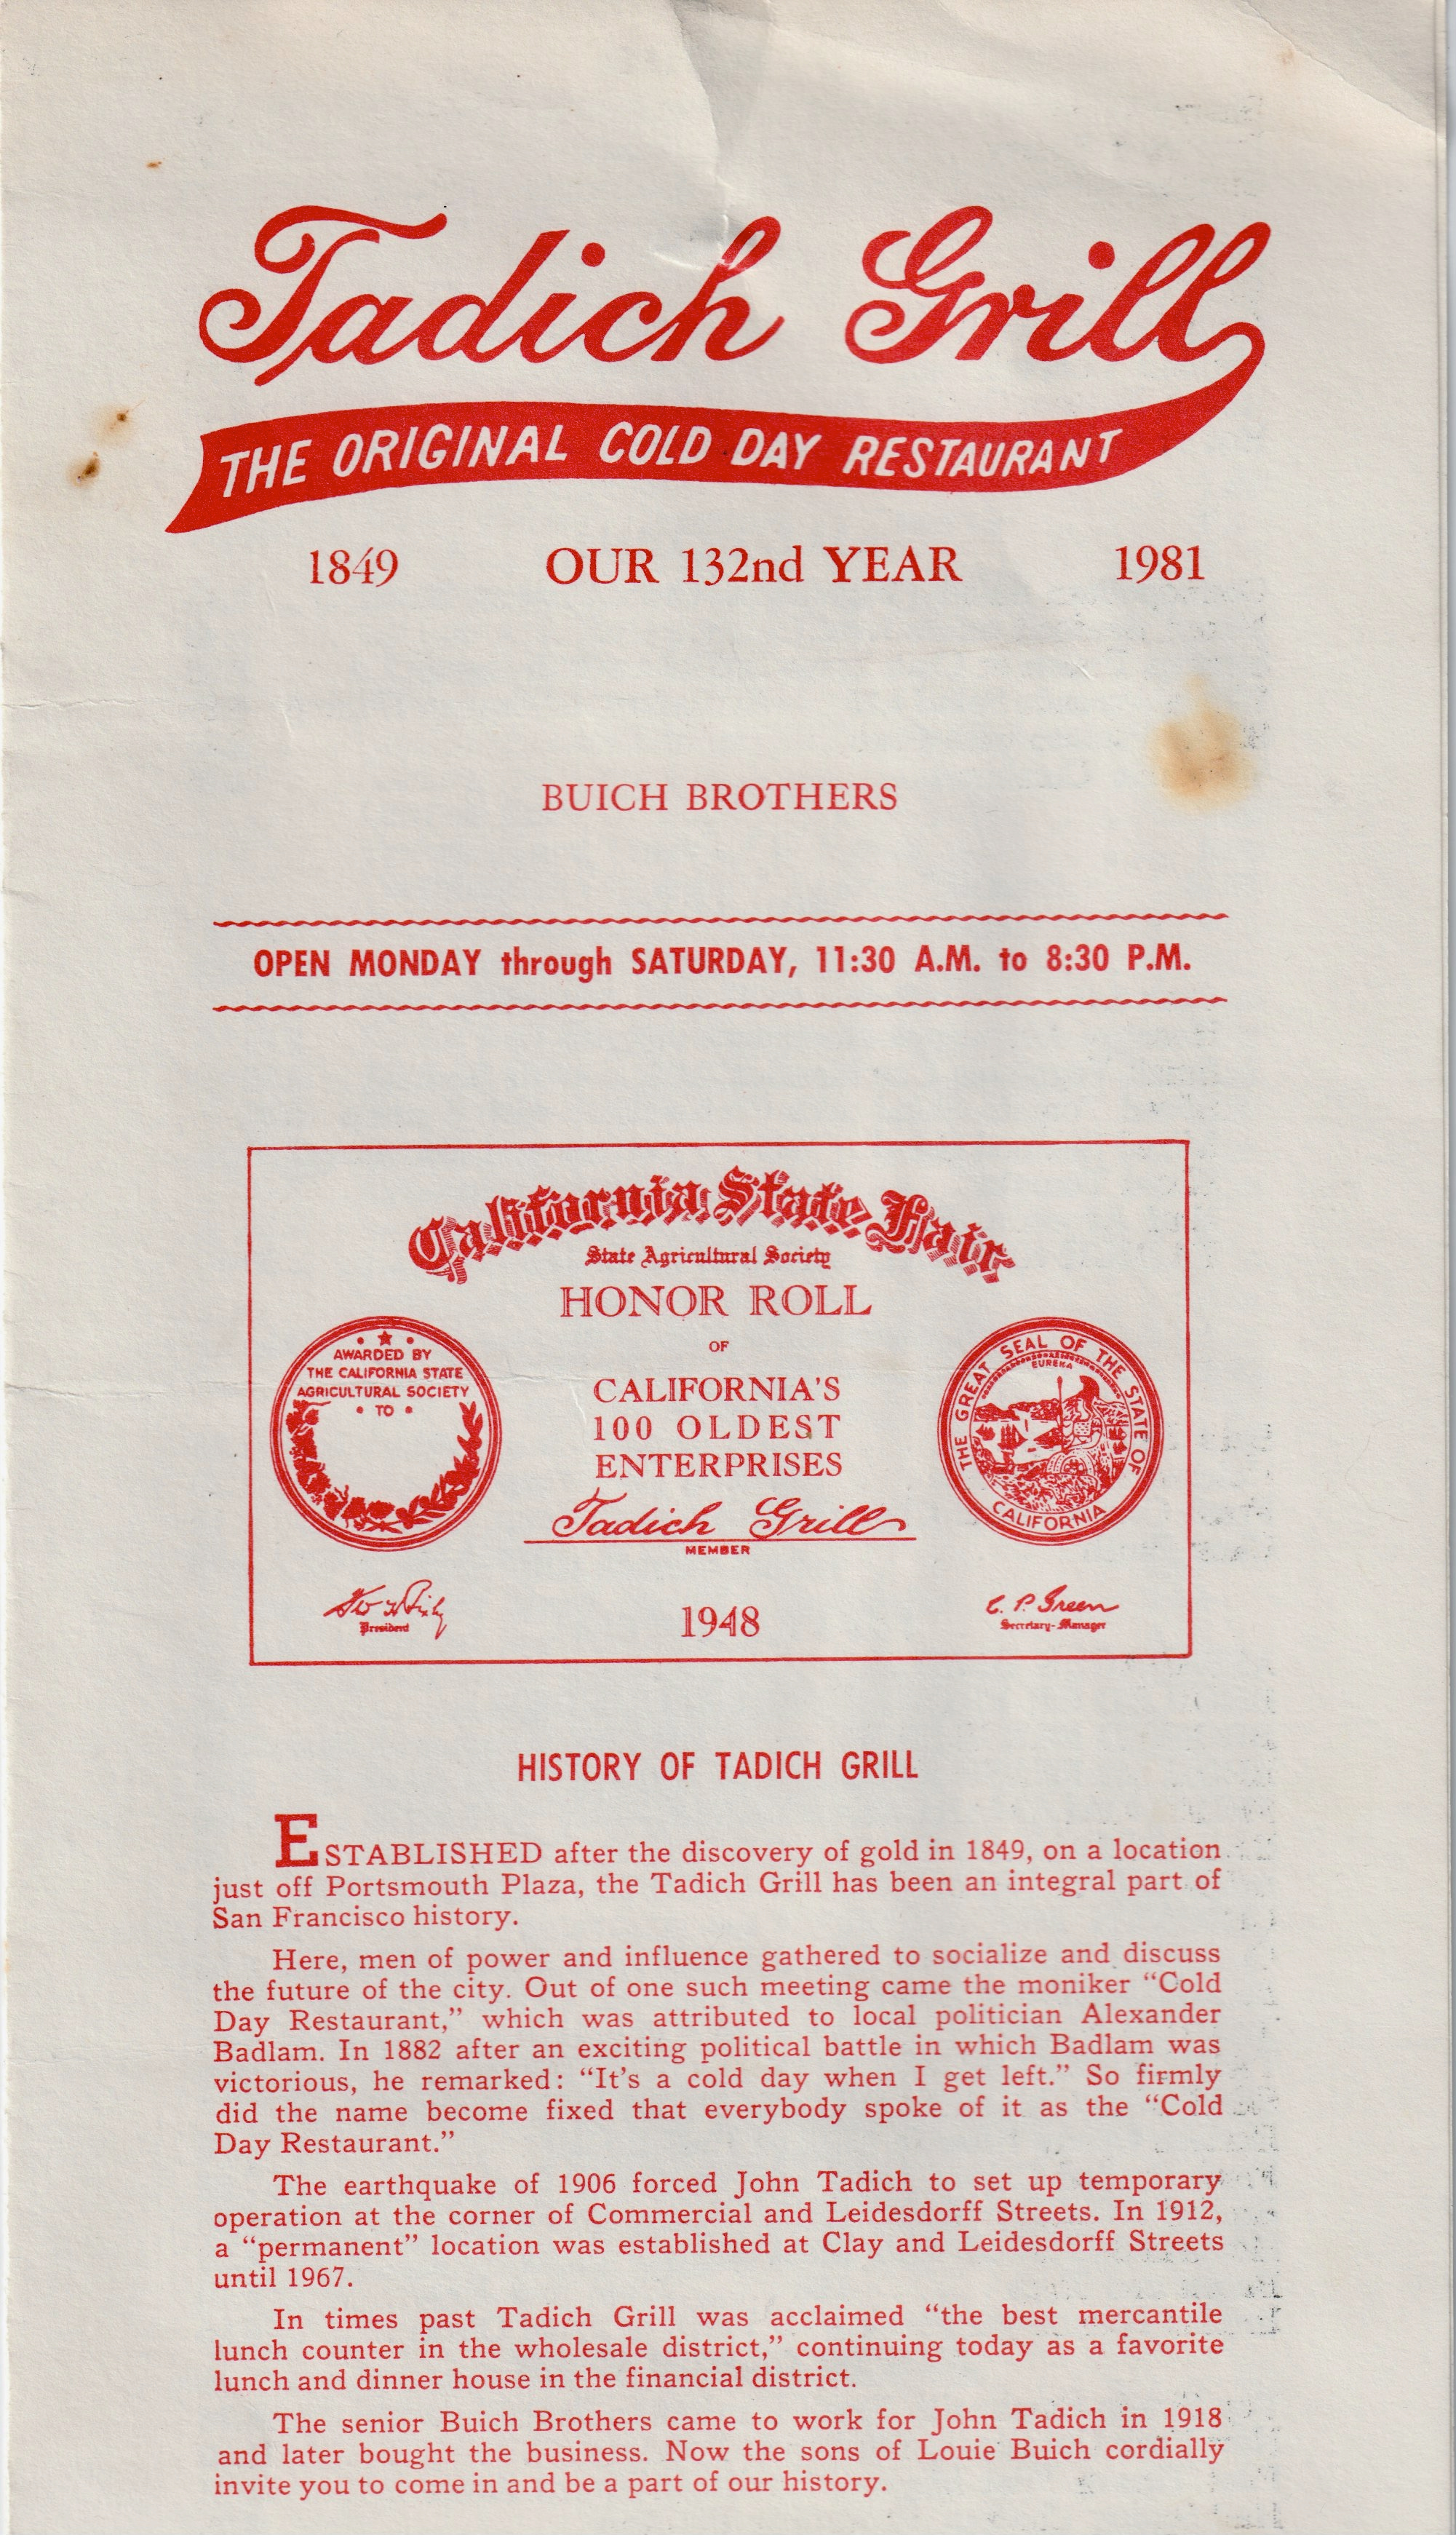 Tadich Grill
THE ORIGINAL COLD DAY RESTAURANT
1849 OUR 132nd YEAR 1981
BUICH BROTHERS
OPEN MONDAY through SATURDAY, 11:30 A.M. to 8:30 P.M.
California State Fair
State Agricultural Society
HONOR ROLL
OF
CALIFORNIA'S
100 OLDEST
ENTERPRISES
Tadich Grill
MEMBER
1948
AWARDED BY
THE CALIFORNIA STATE
AGRICULTURAL SOCIETY
• TO •
THE GREAT SEAL OF THE STATE OF CALIFORNIA
EUREKA
President
C. P. Green
Secretary-Manager
HISTORY OF TADICH GRILL
ESTABLISHED after the discovery of gold in 1849, on a location
just off Portsmouth Plaza, the Tadich Grill has been an integral part of
San Francisco history.
Here, men of power and influence gathered to socialize and discuss
the future of the city. Out of one such meeting came the moniker “Cold
Day Restaurant,” which was attributed to local politician Alexander
Badlam. In 1882 after an exciting political battle in which Badlam was
victorious, he remarked: “It's a cold day when I get left.” So firmly
did the name become fixed that everybody spoke of it as the “Cold
Day Restaurant.”
The earthquake of 1906 forced John Tadich to set up temporary
operation at the corner of Commercial and Leidesdorff Streets. In 1912,
a “permanent” location was established at Clay and Leidesdorff Streets
until 1967.
In times past Tadich Grill was acclaimed “the best mercantile
lunch counter in the wholesale district,” continuing today as a favorite
lunch and dinner house in the financial district.
The senior Buich Brothers came to work for John Tadich in 1918
and later bought the business. Now the sons of Louie Buich cordially
invite you to come in and be a part of our history.